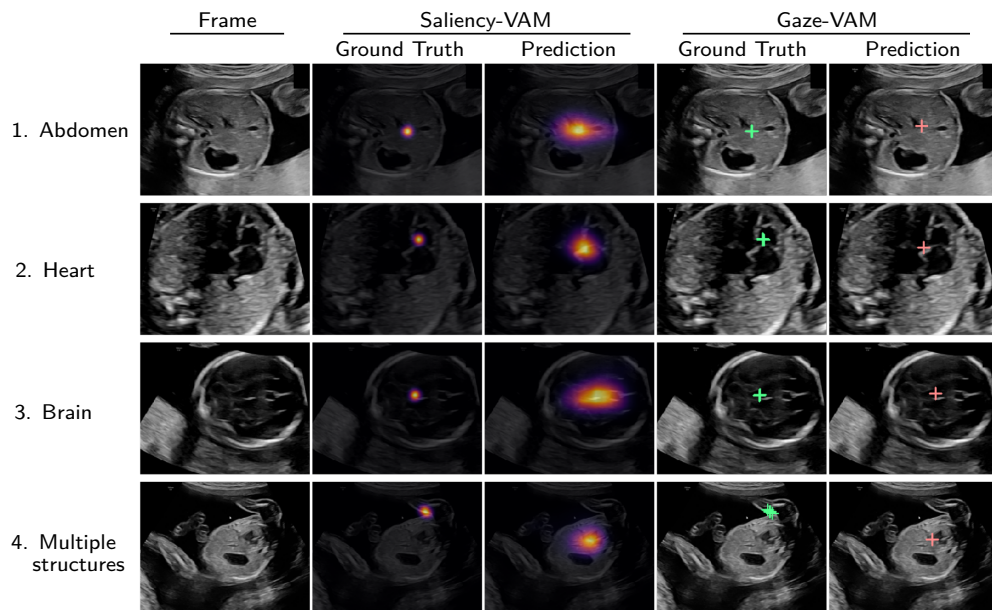 Frame Saliency-VAM Gaze-VAM
Ground Truth Prediction Ground Truth Prediction
1. Abdomen
2. Heart
3. Brain
4. Multiple
structures